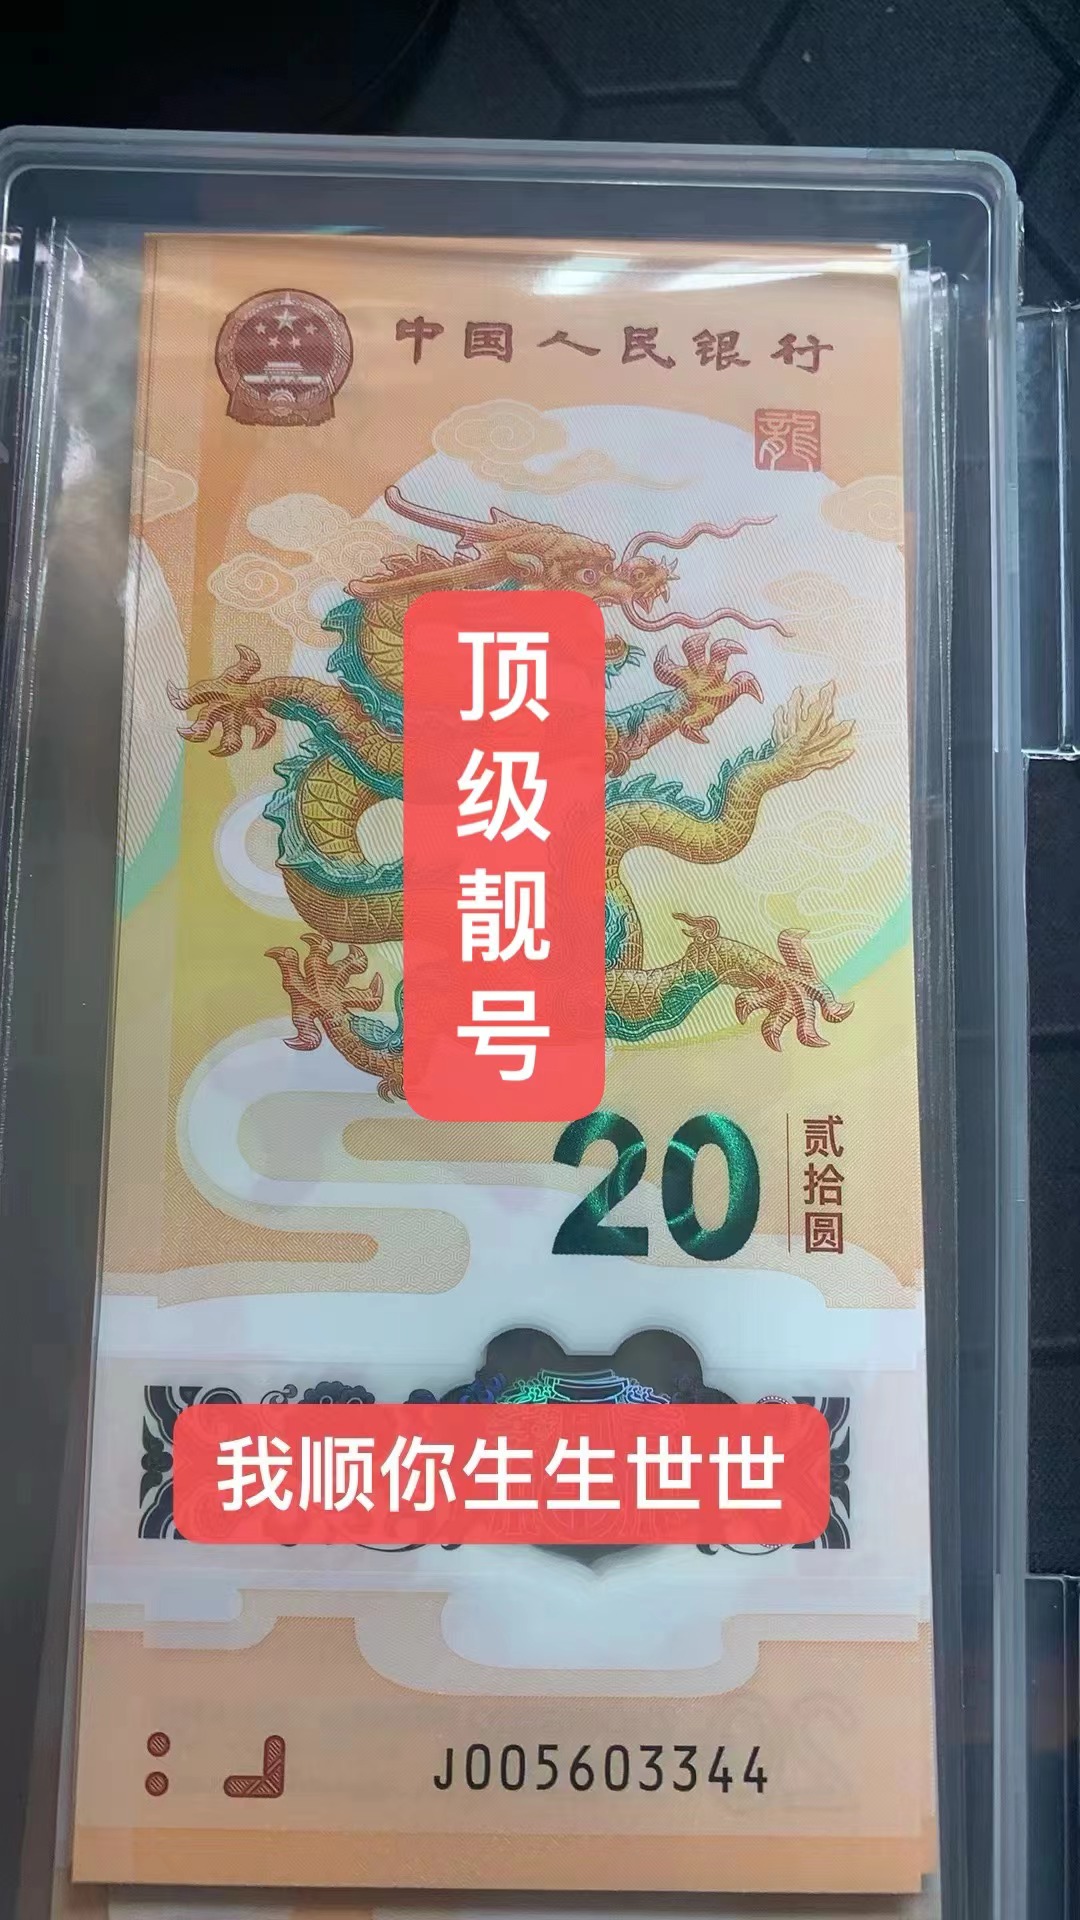 中国人民银行
龍
顶级靓号
20
贰拾圆
我顺你生生世世
J005603344